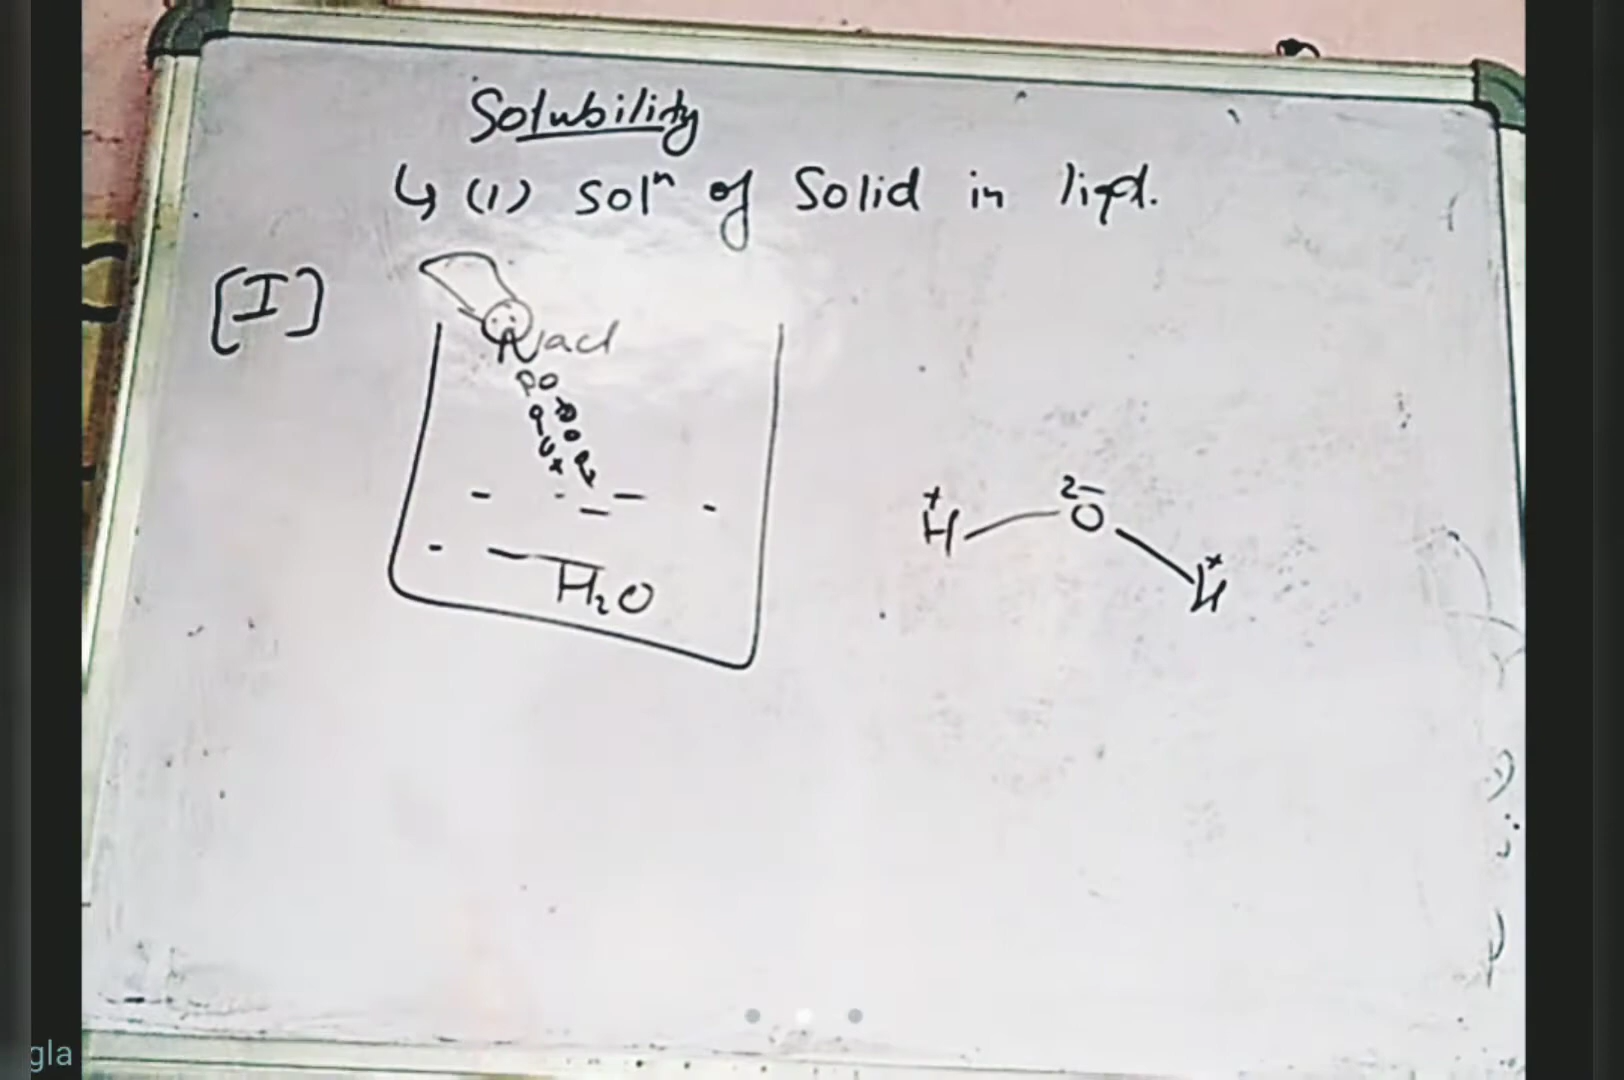 Solubility
↳ (1) solⁿ of Solid in liqd.
[I]
Nacl
H₂O
+ 2-
H O
+
H
gla